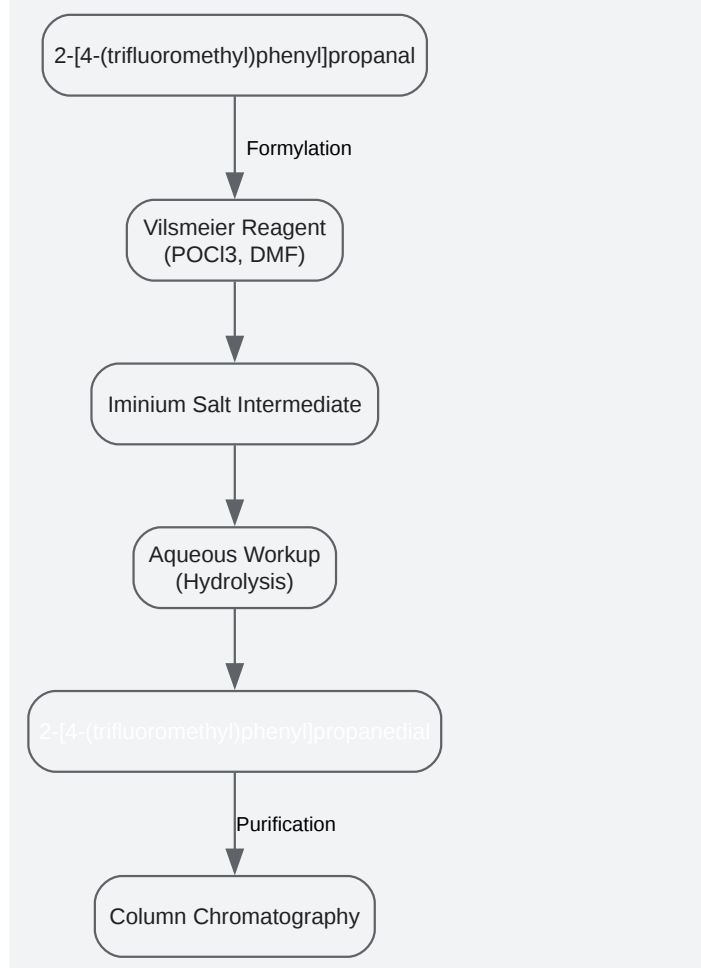 2-[4-(trifluoromethyl)phenyl]propanal
Formylation
Vilsmeier Reagent
(POCl3, DMF)
Iminium Salt Intermediate
Aqueous Workup
(Hydrolysis)
2-[4-(trifluoromethyl)phenyl]propanedial
Purification
Column Chromatography